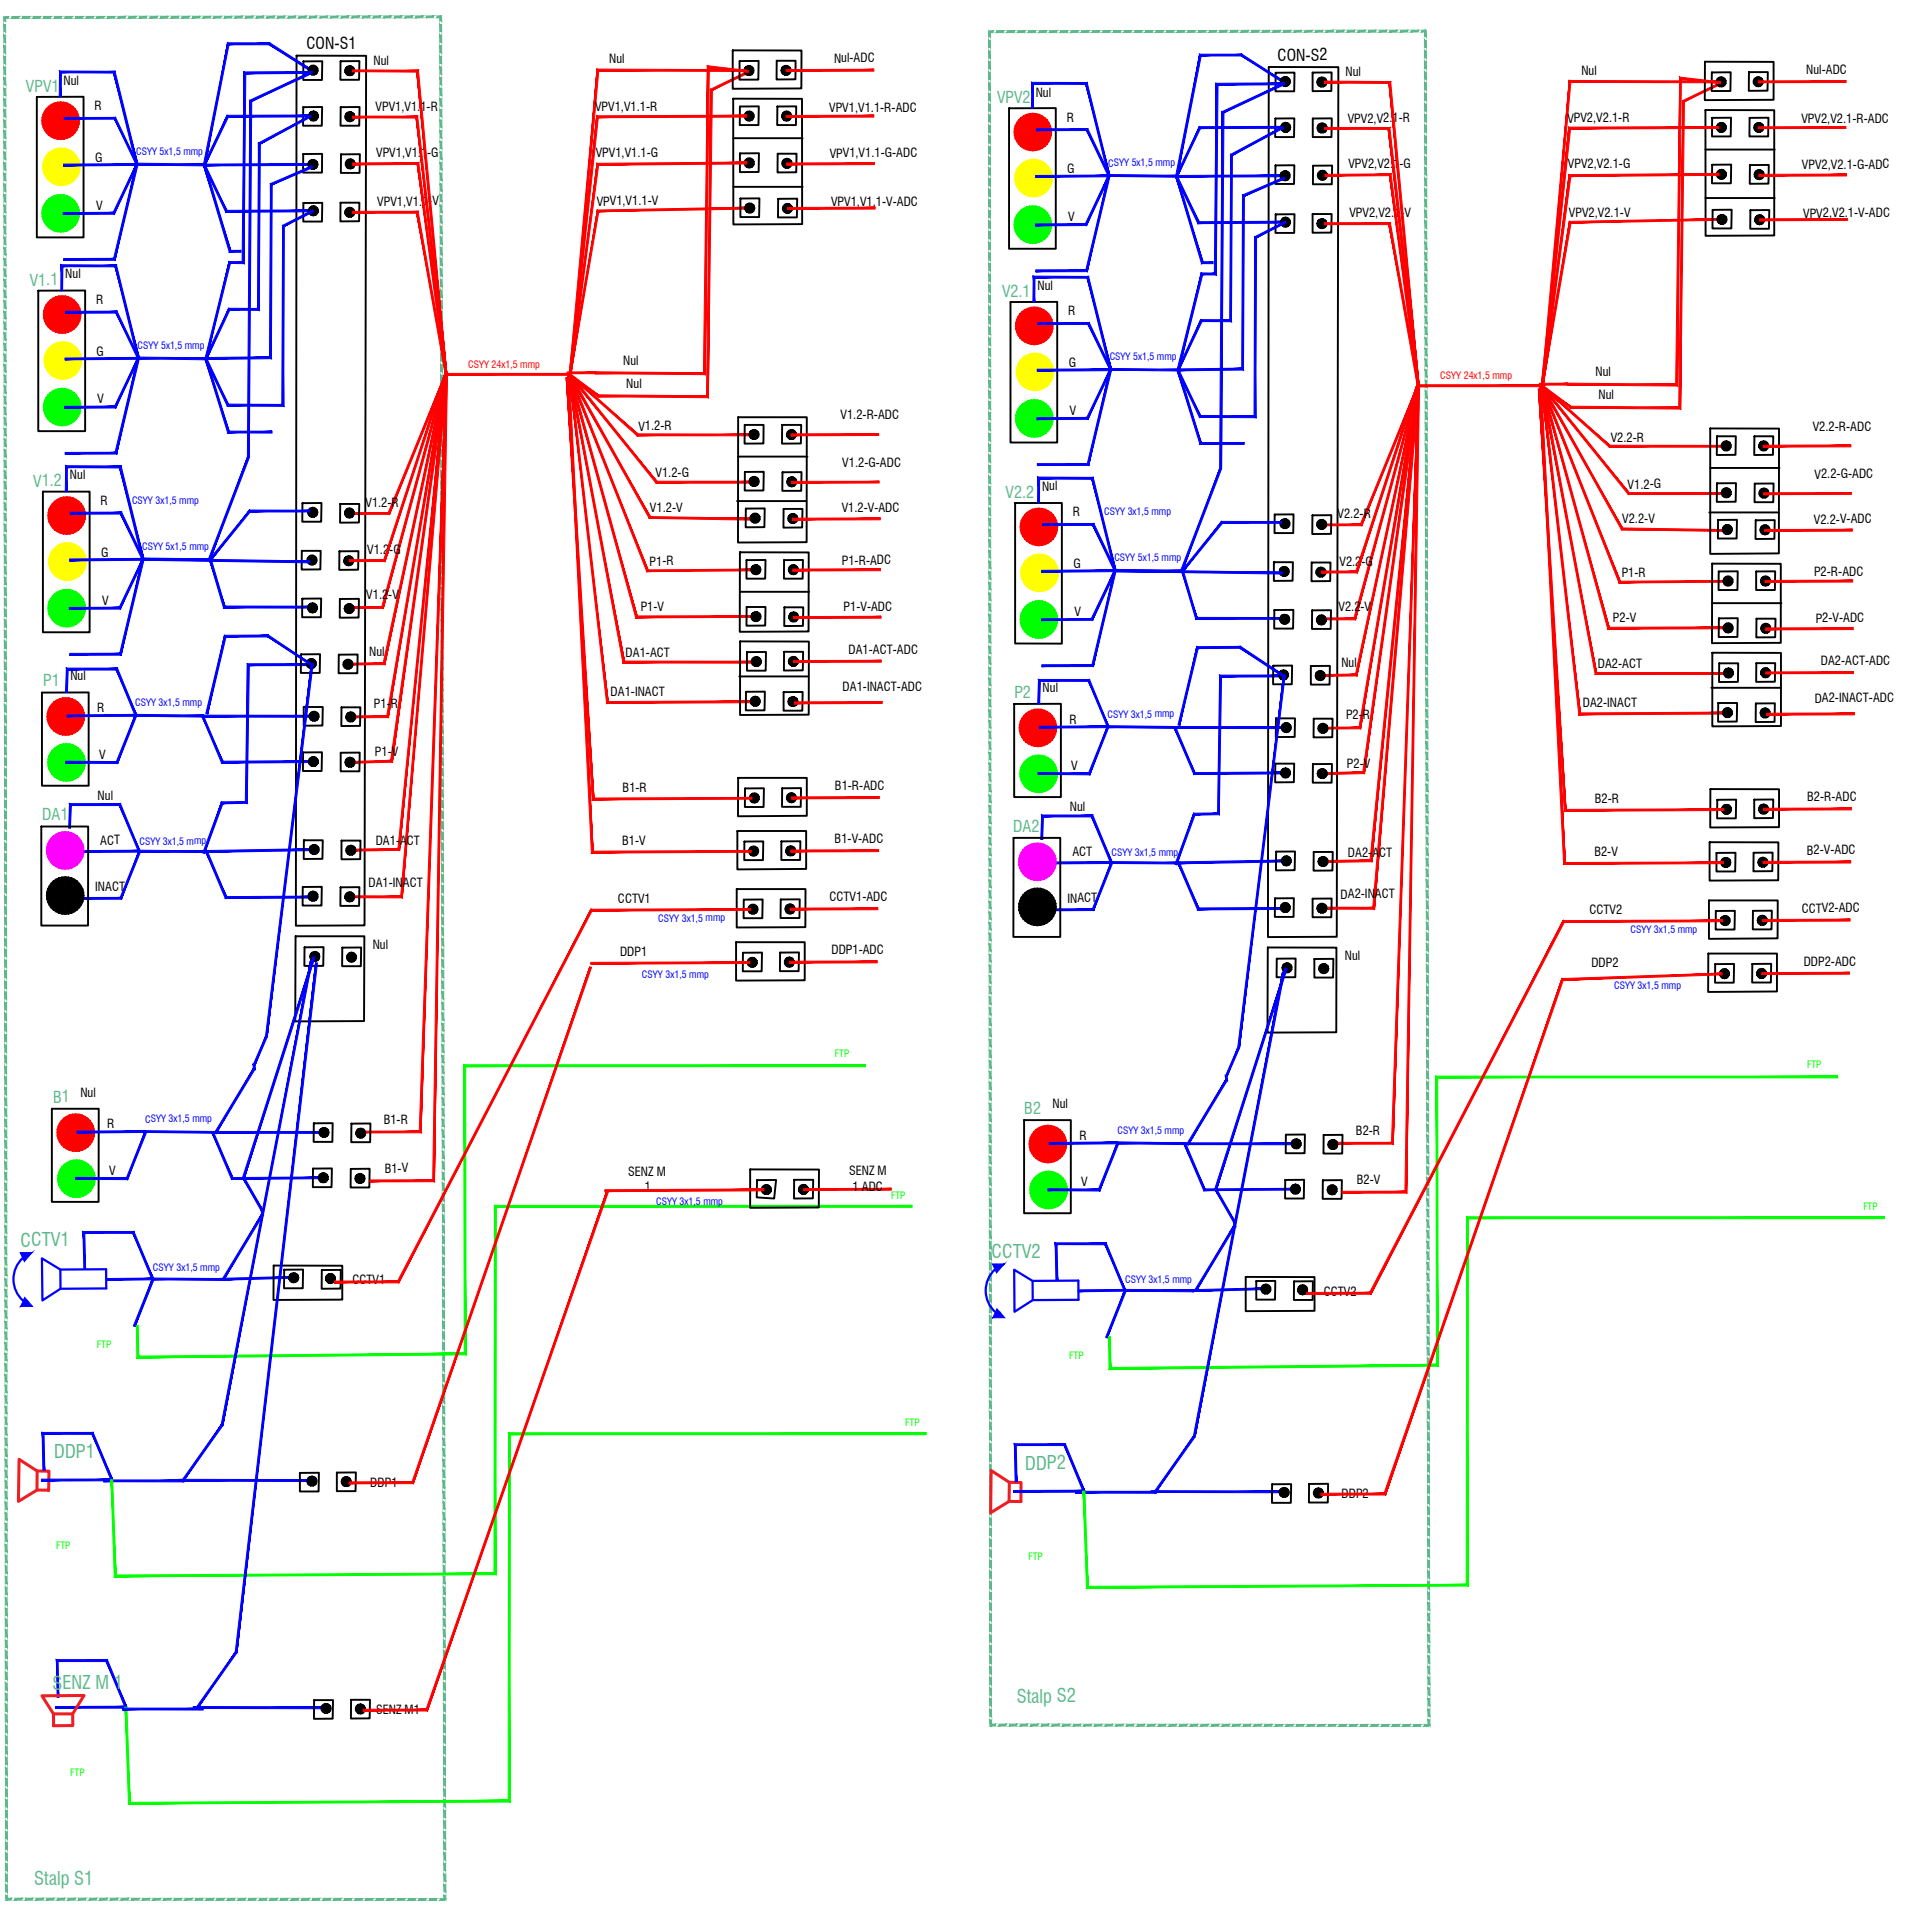 CON-S1
VPV1
Nul
R
G
V
CSYY 5x1,5 mmp
Nul
VPV1,V1.1-R
VPV1,V1.1-G
VPV1,V1.1-V
V1.1
Nul
R
G
V
CSYY 5x1,5 mmp
V1.2
Nul
R
G
V
CSYY 3x1,5 mmp
CSYY 5x1,5 mmp
V1.2-R
V1.2-G
V1.2-V
P1
Nul
R
V
CSYY 3x1,5 mmp
Nul
P1-R
P1-V
DA1
Nul
ACT
INACT
CSYY 3x1,5 mmp
DA1-ACT
DA1-INACT
Nul
B1
Nul
R
V
CSYY 3x1,5 mmp
B1-R
B1-V
CCTV1
CSYY 3x1,5 mmp
CCTV1
FTP
DDP1
DDP1
FTP
SENZ M 1
SENZ M1
FTP
Stalp S1
CSYY 24x1,5 mmp
Nul
Nul-ADC
VPV1,V1.1-R
VPV1,V1.1-R-ADC
VPV1,V1.1-G
VPV1,V1.1-G-ADC
VPV1,V1.1-V
VPV1,V1.1-V-ADC
Nul
Nul
V1.2-R
V1.2-R-ADC
V1.2-G
V1.2-G-ADC
V1.2-V
V1.2-V-ADC
P1-R
P1-R-ADC
P1-V
P1-V-ADC
DA1-ACT
DA1-ACT-ADC
DA1-INACT
DA1-INACT-ADC
B1-R
B1-R-ADC
B1-V
B1-V-ADC
CCTV1
CSYY 3x1,5 mmp
CCTV1-ADC
DDP1
CSYY 3x1,5 mmp
DDP1-ADC
FTP
SENZ M
1
CSYY 3x1,5 mmp
SENZ M
1 ADC
FTP
FTP
CON-S2
VPV2
Nul
R
G
V
CSYY 5x1,5 mmp
Nul
VPV2,V2.1-R
VPV2,V2.1-G
VPV2,V2.1-V
V2.1
Nul
R
G
V
CSYY 5x1,5 mmp
V2.2
Nul
R
G
V
CSYY 3x1,5 mmp
CSYY 5x1,5 mmp
V2.2-R
V2.2-G
V2.2-V
P2
Nul
R
V
CSYY 3x1,5 mmp
Nul
P2-R
P2-V
DA2
Nul
ACT
INACT
CSYY 3x1,5 mmp
DA2-ACT
DA2-INACT
Nul
B2
Nul
R
V
CSYY 3x1,5 mmp
B2-R
B2-V
CCTV2
CSYY 3x1,5 mmp
CCTV2
FTP
DDP2
DDP2
FTP
Stalp S2
CSYY 24x1,5 mmp
Nul
Nul-ADC
VPV2,V2.1-R
VPV2,V2.1-R-ADC
VPV2,V2.1-G
VPV2,V2.1-G-ADC
VPV2,V2.1-V
VPV2,V2.1-V-ADC
Nul
Nul
V2.2-R
V2.2-R-ADC
V1.2-G
V2.2-G-ADC
V2.2-V
V2.2-V-ADC
P1-R
P2-R-ADC
P2-V
P2-V-ADC
DA2-ACT
DA2-ACT-ADC
DA2-INACT
DA2-INACT-ADC
B2-R
B2-R-ADC
B2-V
B2-V-ADC
CCTV2
CSYY 3x1,5 mmp
CCTV2-ADC
DDP2
CSYY 3x1,5 mmp
DDP2-ADC
FTP
FTP